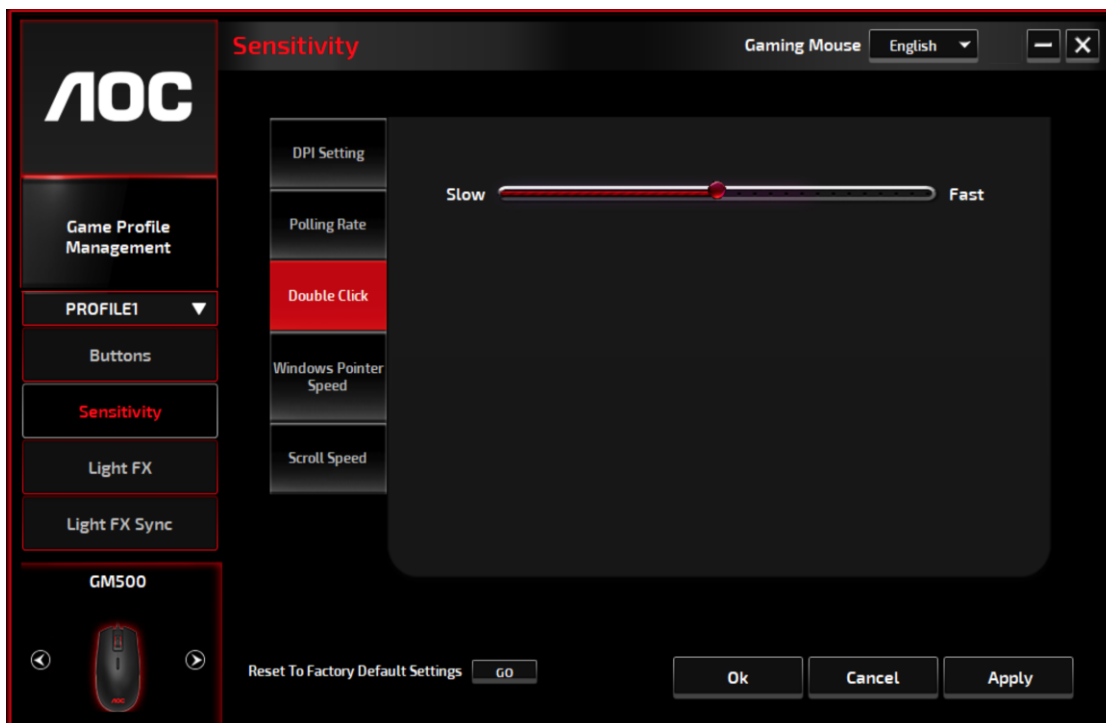 AOC
Sensitivity
Gaming Mouse
English
Game Profile
Management
PROFILE1
Buttons
Sensitivity
Light FX
Light FX Sync
GM500
AOC
DPI Setting
Polling Rate
Double Click
Windows Pointer
Speed
Scroll Speed
Slow
Fast
Reset To Factory Default Settings
GO
Ok
Cancel
Apply